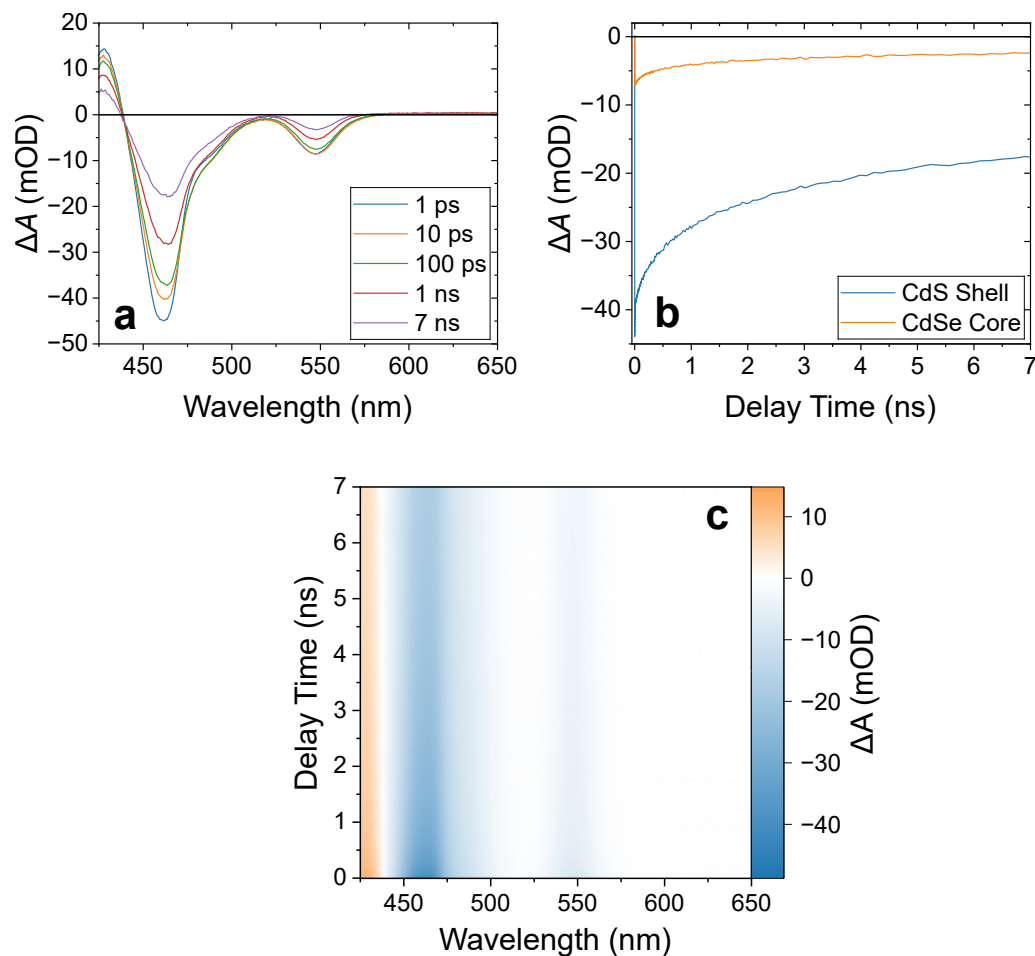 20
10
0
−10
−20
−30
−40
−50
ΔA (mOD)
450
500
550
600
650
Wavelength (nm)
1 ps
10 ps
100 ps
1 ns
7 ns
a
0
−10
−20
−30
−40
ΔA (mOD)
0
1
2
3
4
5
6
7
Delay Time (ns)
CdS Shell
CdSe Core
b
7
6
5
4
3
2
1
0
Delay Time (ns)
450
500
550
600
650
Wavelength (nm)
c
10
0
−10
−20
−30
−40
ΔA (mOD)